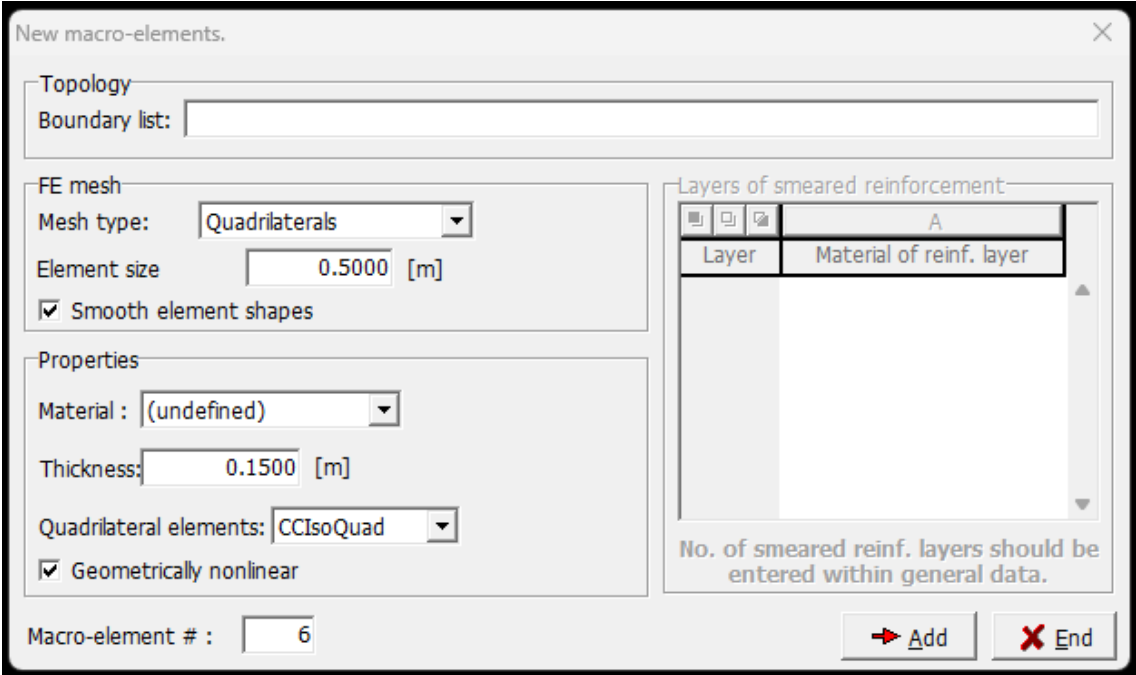 New macro-elements.
Topology
Boundary list:
FE mesh
Mesh type: Quadrilaterals
Element size 0.5000 [m]
Smooth element shapes
Properties
Material : (undefined)
Thickness: 0.1500 [m]
Quadrilateral elements: CCIsoQuad
Geometrically nonlinear
Macro-element # : 6
Layers of smeared reinforcement
A
Layer Material of reinf. layer
No. of smeared reinf. layers should be
entered within general data.
Add End